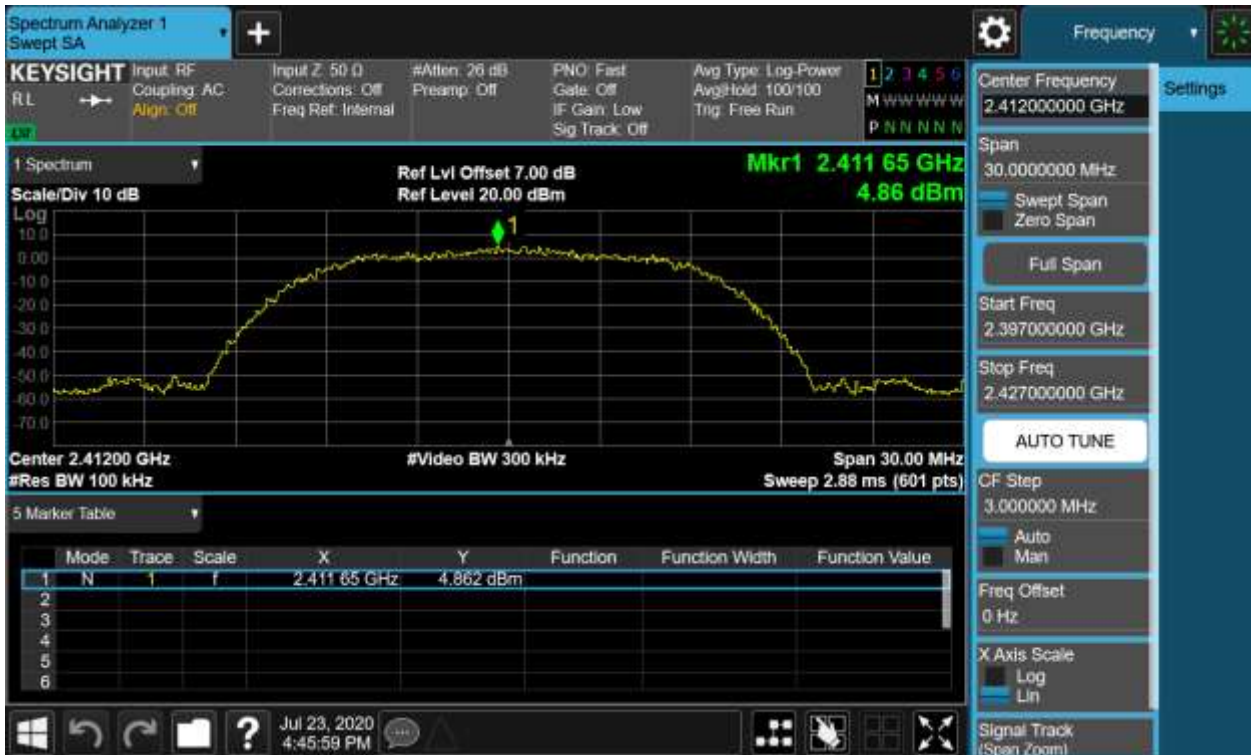 Spectrum Analyzer 1
Swept SA
+
Frequency
KEYSIGHT
RL
Input: RF
Coupling: AC
Align: Off
Input Z: 50 Ω
Corrections: Off
Freq Ref: Internal
#Atten: 26 dB
Preamp: Off
PNO: Fast
Gate: Off
IF Gain: Low
Sig Track: Off
Avg Type: Log-Power
Avg|Hold: 100/100
Trig: Free Run
1 2 3 4 5 6
M W W W W W
P N N N N N
1 Spectrum
Scale/Div 10 dB
Ref Lvl Offset 7.00 dB
Ref Level 20.00 dBm
Mkr1 2.411 65 GHz
4.86 dBm
Log
10.0
0.00
-10.0
-20.0
-30.0
-40.0
-50.0
-60.0
-70.0
1
Center 2.41200 GHz
#Video BW 300 kHz
Span 30.00 MHz
#Res BW 100 kHz
Sweep 2.88 ms (601 pts)
5 Marker Table
Mode Trace Scale X Y Function Function Width Function Value
1 N 1 f 2.411 65 GHz 4.862 dBm
2
3
4
5
6
Jul 23, 2020
4:45:59 PM
?
Center Frequency
2.412000000 GHz
Settings
Span
30.0000000 MHz
Swept Span
Zero Span
Full Span
Start Freq
2.397000000 GHz
Stop Freq
2.427000000 GHz
AUTO TUNE
CF Step
3.000000 MHz
Auto
Man
Freq Offset
0 Hz
X Axis Scale
Log
Lin
Signal Track
(Span Zoom)